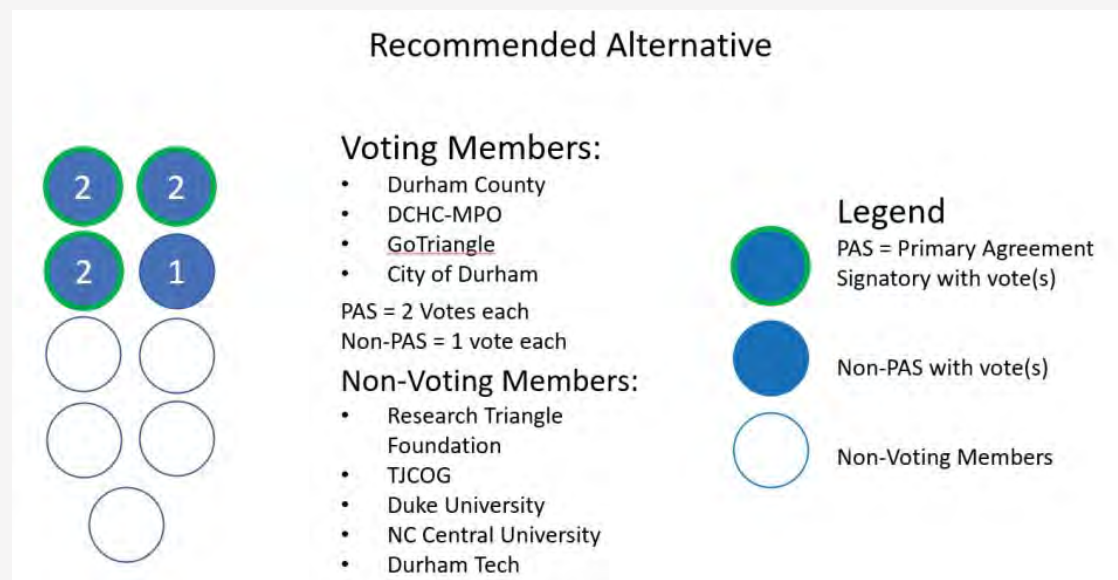 Recommended Alternative
2 2
2 1
Voting Members:
• Durham County
• DCHC-MPO
• GoTriangle
• City of Durham
PAS = 2 Votes each
Non-PAS = 1 vote each
Non-Voting Members:
• Research Triangle
Foundation
• TJCOG
• Duke University
• NC Central University
• Durham Tech
Legend
PAS = Primary Agreement
Signatory with vote(s)
Non-PAS with vote(s)
Non-Voting Members